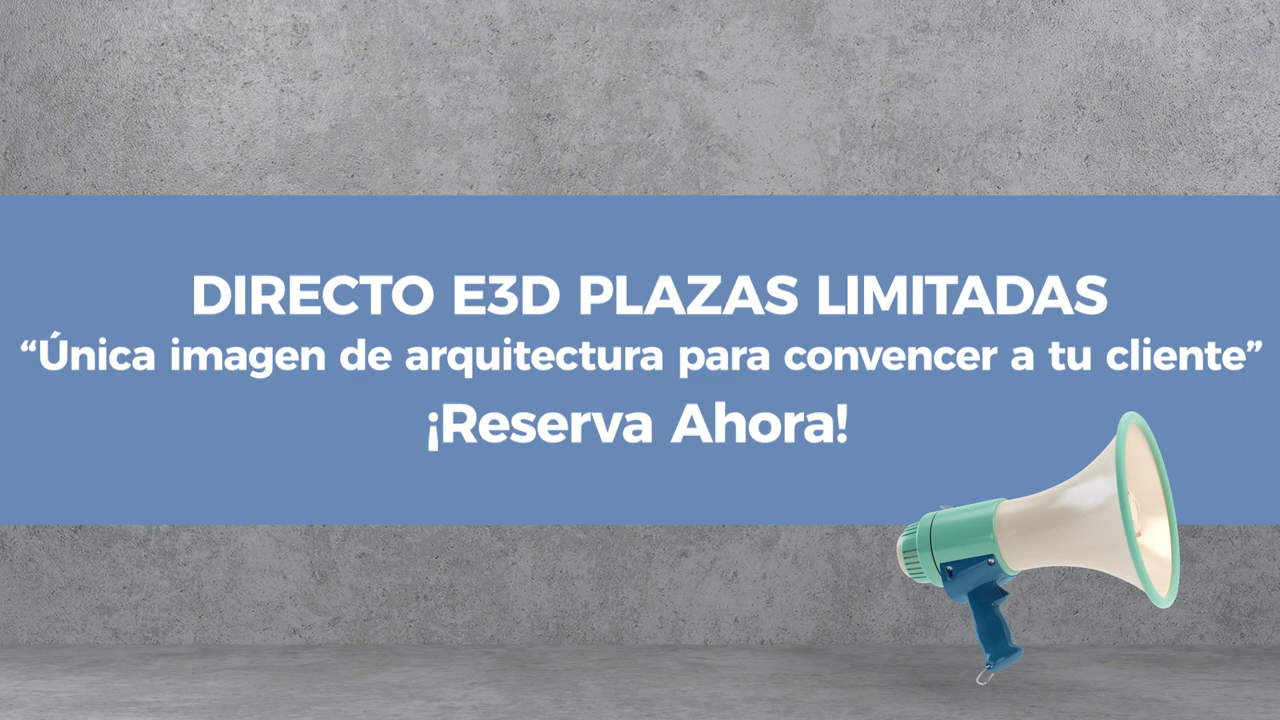 DIRECTO E3D PLAZAS LIMITADAS
“Única imagen de arquitectura para convencer a tu cliente”
¡Reserva Ahora!